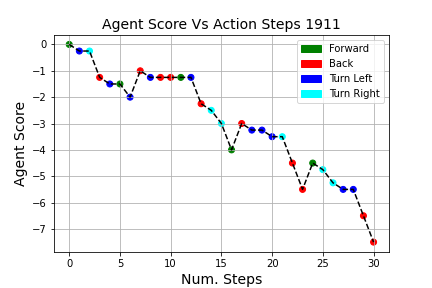 Agent Score Vs Action Steps 1911
Agent Score
0
−1
−2
−3
−4
−5
−6
−7
Forward
Back
Turn Left
Turn Right
0 5 10 15 20 25 30
Num. Steps